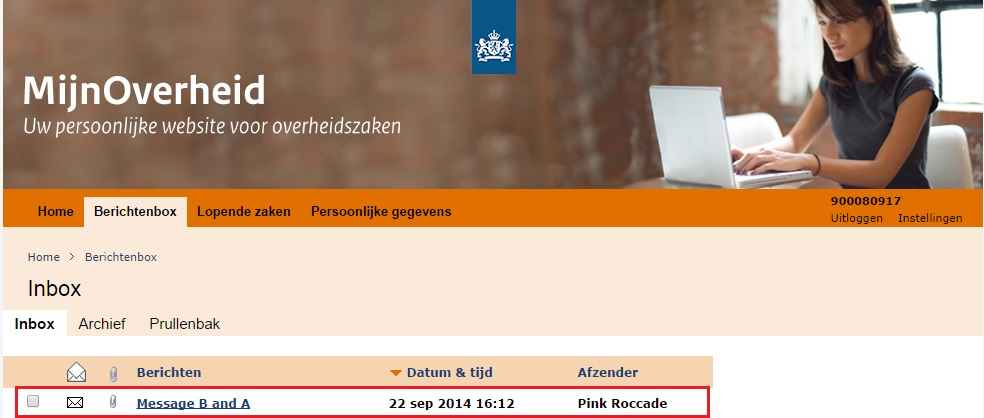 MijnOverheid
Uw persoonlijke website voor overheidszaken
Home Berichtenbox Lopende zaken Persoonlijke gegevens
900080917
Uitloggen Instellingen
Home > Berichtenbox
Inbox
Inbox Archief Prullenbak
Berichten Datum & tijd Afzender
Message B and A 22 sep 2014 16:12 Pink Roccade